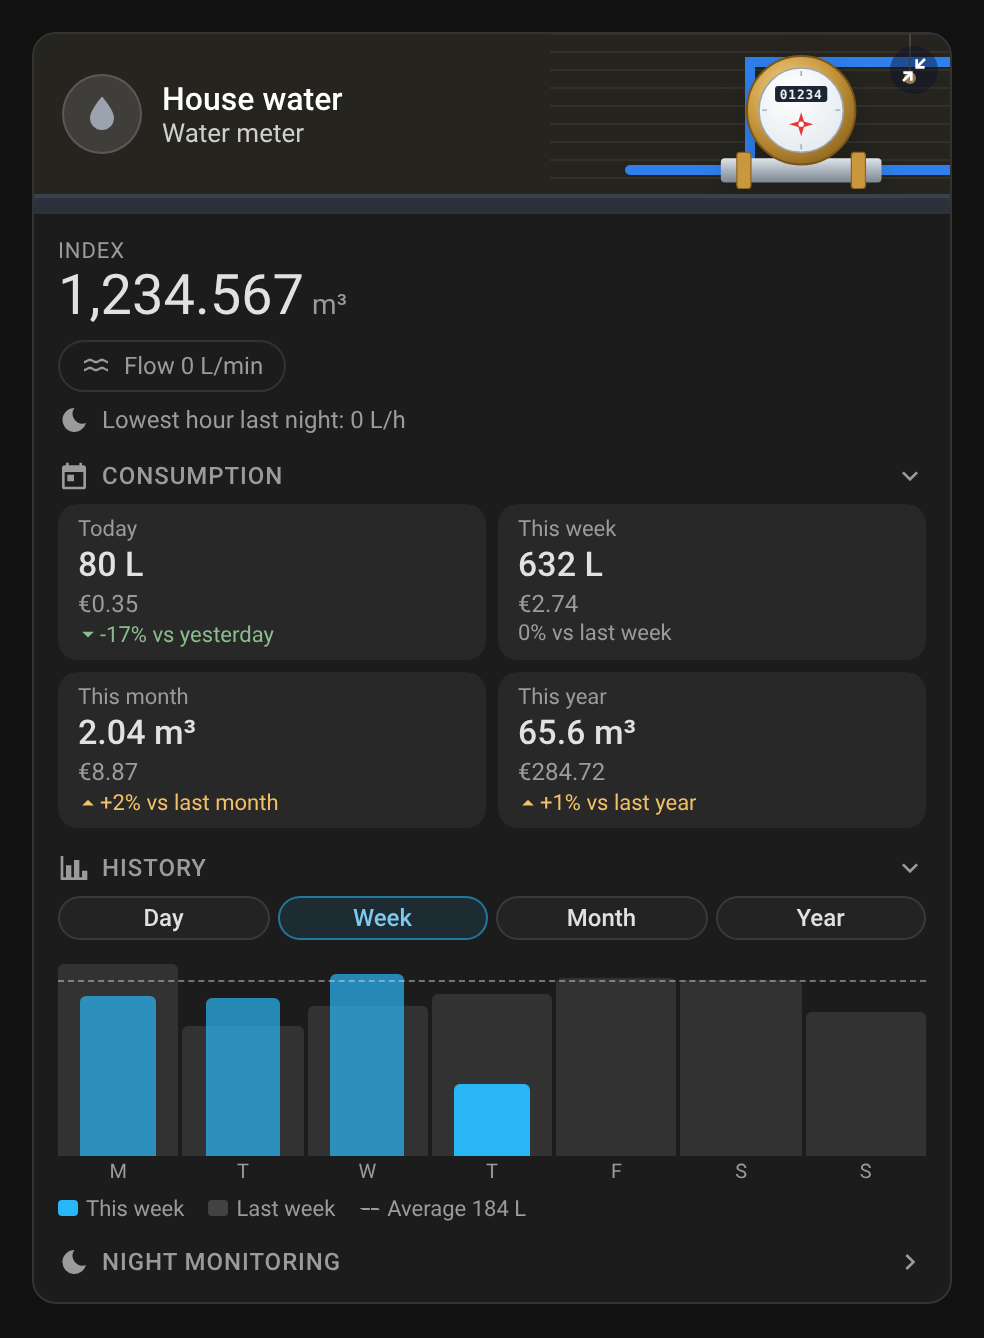 House water
Water meter
01234
INDEX
1,234.567 m³
Flow 0 L/min
Lowest hour last night: 0 L/h
CONSUMPTION
Today
80 L
€0.35
-17% vs yesterday
This week
632 L
€2.74
0% vs last week
This month
2.04 m³
€8.87
+2% vs last month
This year
65.6 m³
€284.72
+1% vs last year
HISTORY
Day Week Month Year
M T W T F S S
This week Last week Average 184 L
NIGHT MONITORING